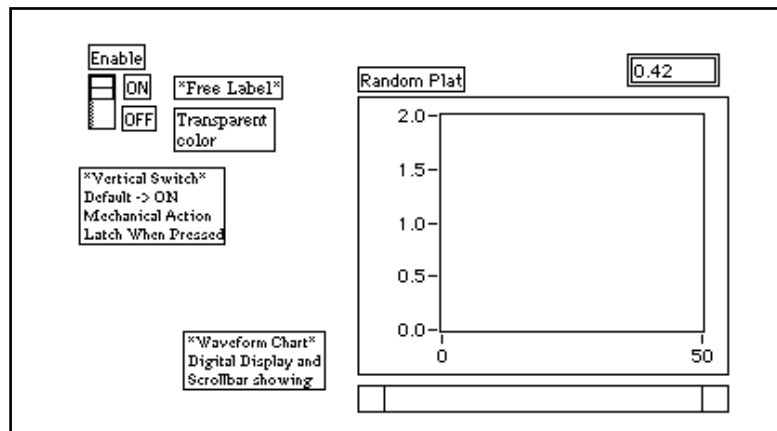 Enable
ON
OFF
*Free Label*
Transparent
color
*Vertical Switch*
Default -> ON
Mechanical Action
Latch When Pressed
Random Plat
0.42
2.0
1.5
1.0
0.5
0.0
0
50
*Waveform Chart*
Digital Display and
Scrollbar showing